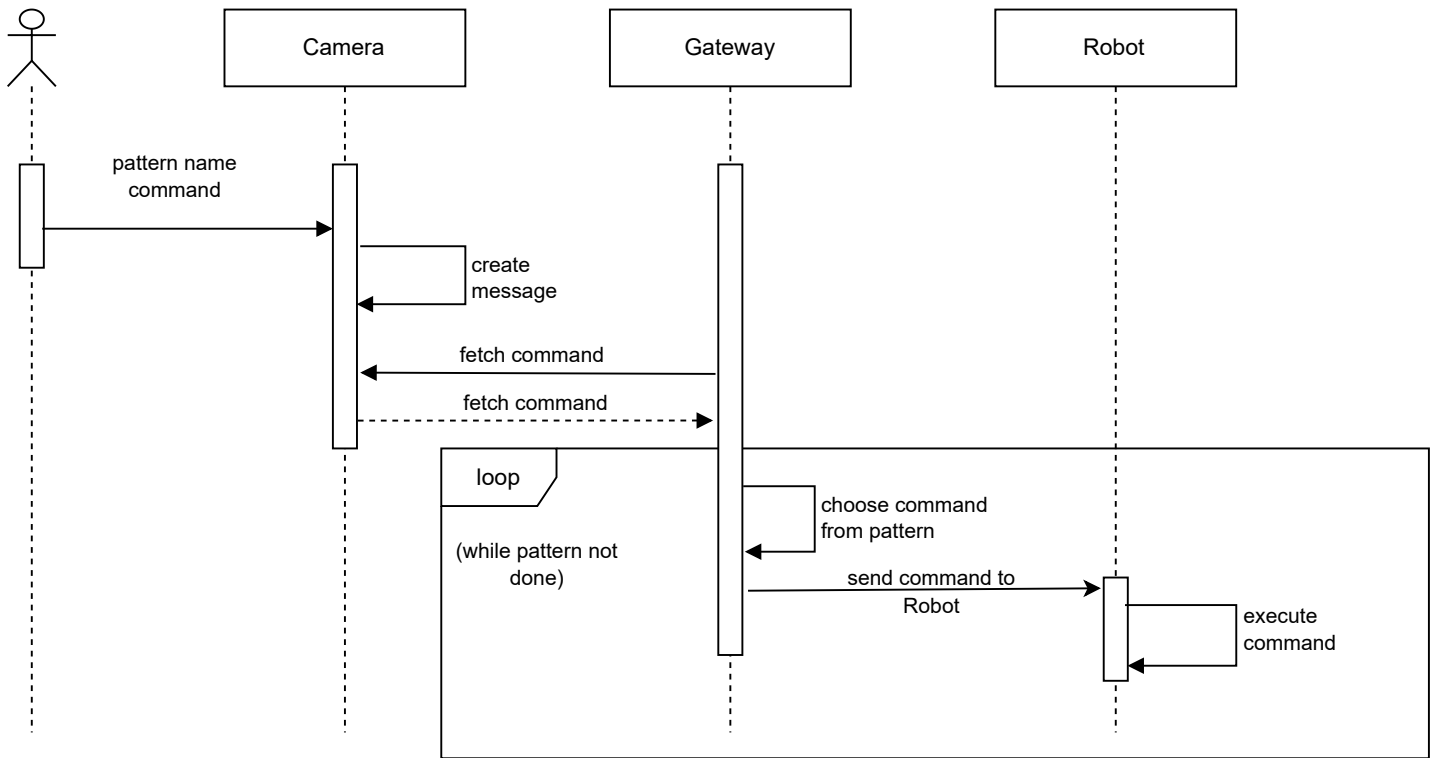 Camera
Gateway
Robot
pattern name
command
create
message
fetch command
fetch command
loop
(while pattern not
done)
choose command
from pattern
send command to
Robot
execute
command